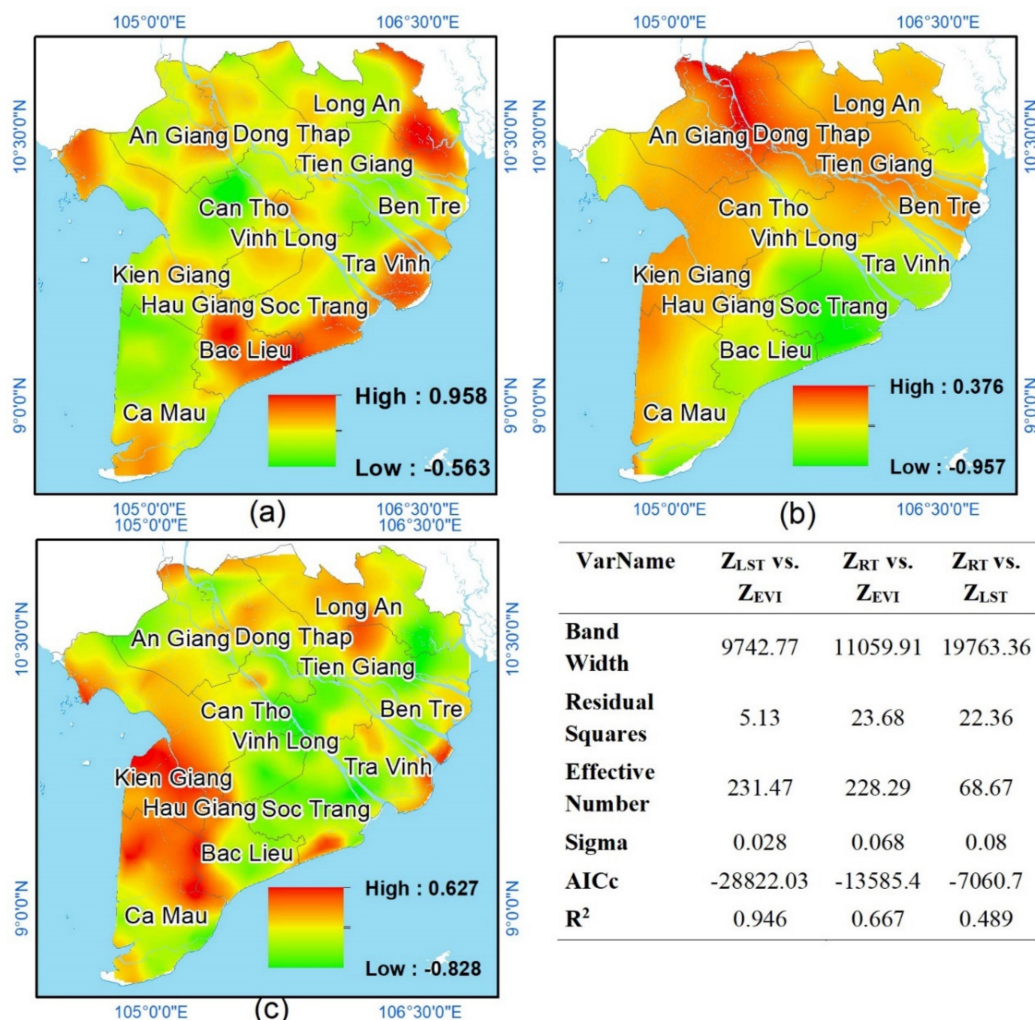 105°0'0"E 106°30'0"E 105°0'0"E 106°30'0"E
10°30'0"N
9°0'0"N
Long An
An Giang Dong Thap
Tien Giang
Can Tho Ben Tre
Vinh Long
Tra Vinh
Kien Giang
Hau Giang Soc Trang
Bac Lieu
Ca Mau
High : 0.958
Low : -0.563
(a)
10°30'0"N
9°0'0"N
Long An
An Giang Dong Thap
Tien Giang
Can Tho Ben Tre
Vinh Long
Tra Vinh
Kien Giang
Hau Giang Soc Trang
Bac Lieu
Ca Mau
High : 0.376
Low : -0.957
(b)
10°30'0"N
9°0'0"N
105°0'0"E 106°30'0"E
105°0'0"E 106°30'0"E
10°30'0"N
9°0'0"N
Long An
An Giang Dong Thap
Tien Giang
Can Tho Ben Tre
Vinh Long
Tra Vinh
Kien Giang
Hau Giang Soc Trang
Bac Lieu
Ca Mau
High : 0.627
Low : -0.828
10°30'0"N
9°0'0"N
105°0'0"E 106°30'0"E
(c)
VarName Z_LST vs. Z_RT vs. Z_RT vs.
Z_EVI Z_EVI Z_LST
Band
Width 9742.77 11059.91 19763.36
Residual
Squares 5.13 23.68 22.36
Effective
Number 231.47 228.29 68.67
Sigma 0.028 0.068 0.08
AICc -28822.03 -13585.4 -7060.7
R² 0.946 0.667 0.489